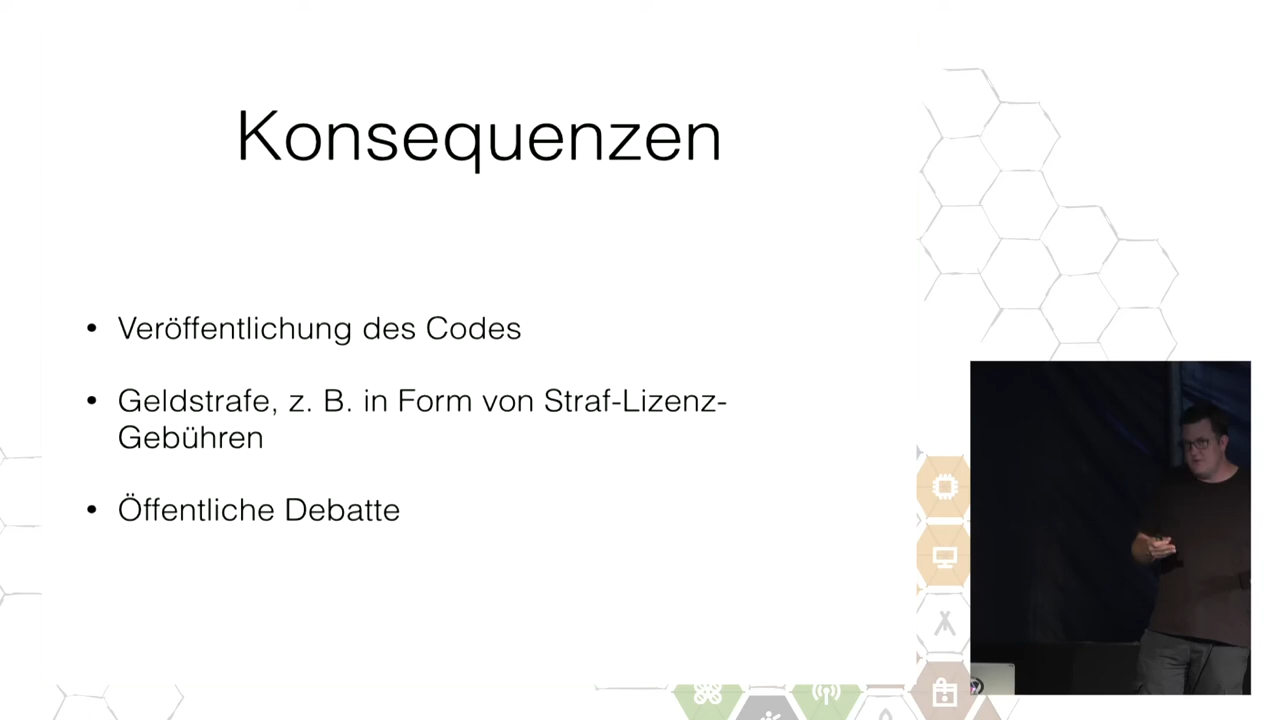 Konsequenzen
• Veröffentlichung des Codes
• Geldstrafe, z. B. in Form von Straf-Lizenz-
Gebühren
• Öffentliche Debatte